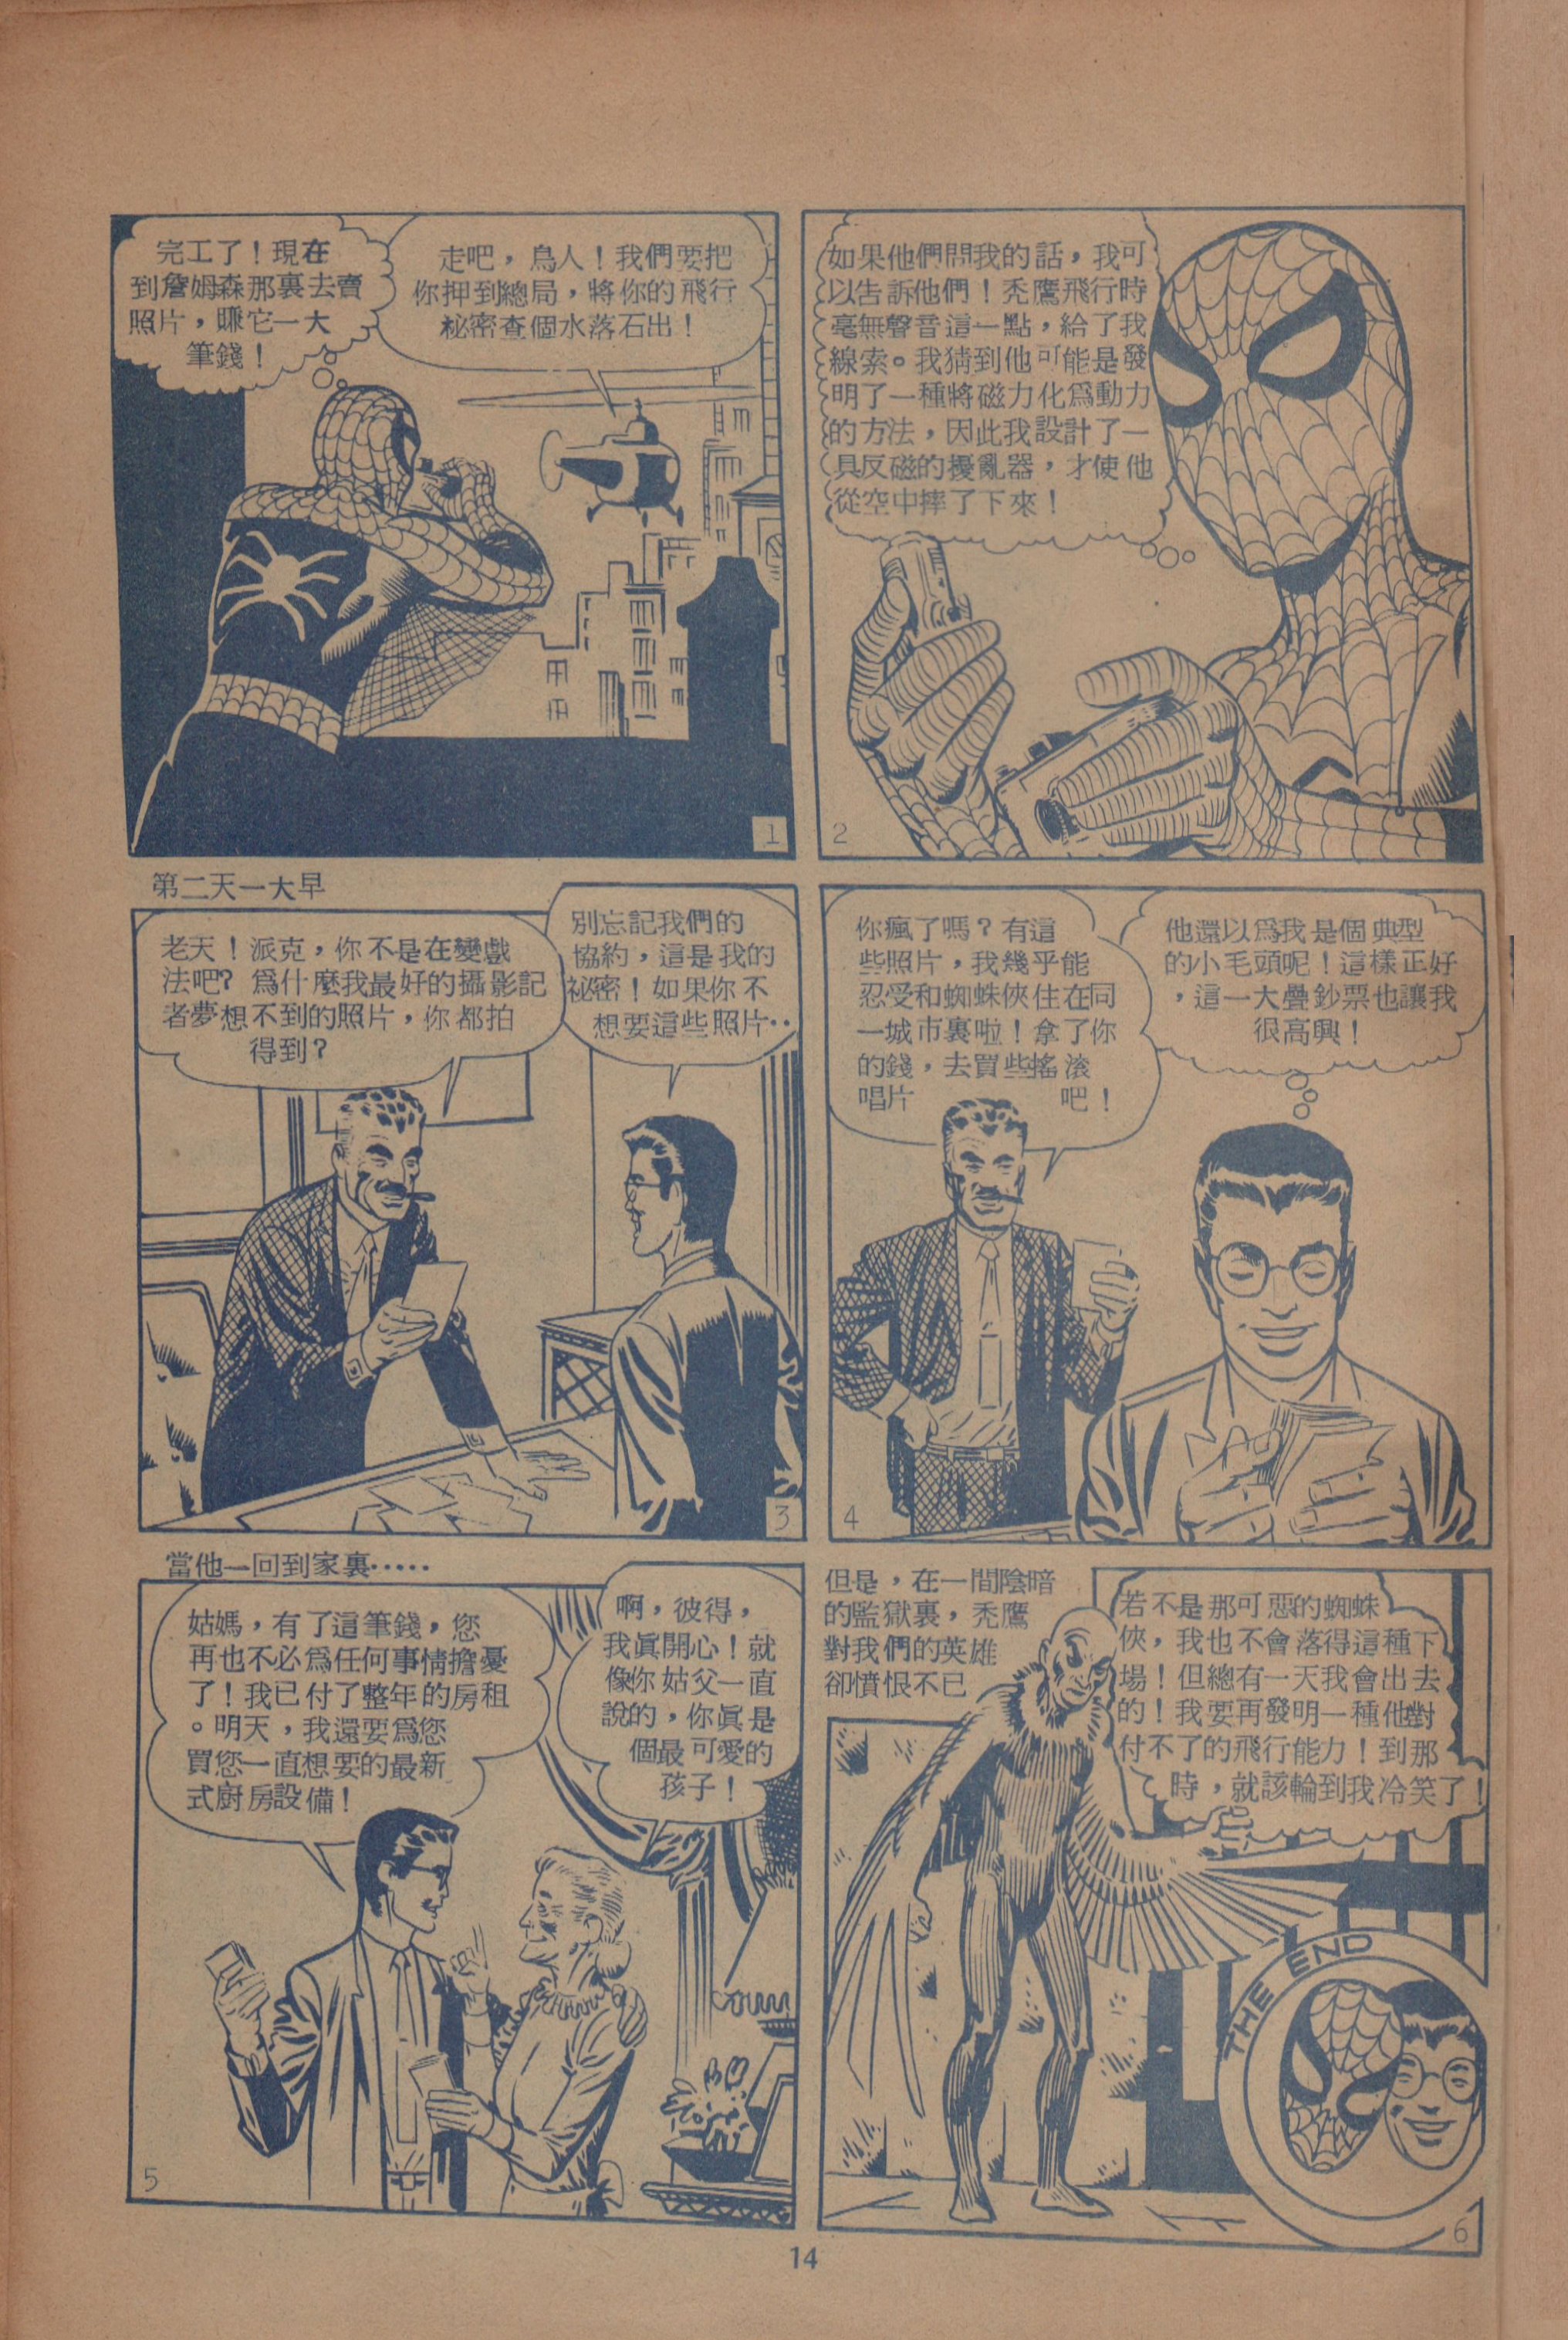 完工了！現在
到詹姆森那裏去賣
照片，賺它一大
筆錢！
走吧，鳥人！我們要把
你押到總局，將你的飛行
秘密查個水落石出！
1
如果他們問我的話，我可
以告訴他們！禿鷹飛行時
毫無聲音這一點，給了我
線索。我猜到他可能是發
明了一種將磁力化爲動力
的方法，因此我設計了一
具反磁的擾亂器，才使他
從空中摔了下來！
2
第二天一大早
老天！派克，你不是在變戲
法吧？爲什麼我最好的攝影記
者夢想不到的照片，你都拍
得到？
別忘記我們的
協約，這是我的
祕密！如果你不
想要這些照片‥
3
你瘋了嗎？有這
些照片，我幾乎能
忍受和蜘蛛俠住在同
一城市裏啦！拿了你
的錢，去買些搖滾
唱片吧！
他還以爲我是個典型
的小毛頭呢！這樣正好
，這一大疊鈔票也讓我
很高興！
4
當他一回到家裏……
姑媽，有了這筆錢，您
再也不必爲任何事情擔憂
了！我已付了整年的房租
。明天，我還要爲您
買您一直想要的最新
式廚房設備！
啊，彼得，
我眞開心！就
像你姑父一直
說的，你眞是
個最可愛的
孩子！
5
但是，在一間陰暗
的監獄裏，禿鷹
對我們的英雄
卻憤恨不已
若不是那可惡的蜘蛛
俠，我也不會落得這種下
場！但總有一天我會出去
的！我要再發明一種他對
付不了的飛行能力！到那
時，就該輪到我冷笑了！
THE END
6
14